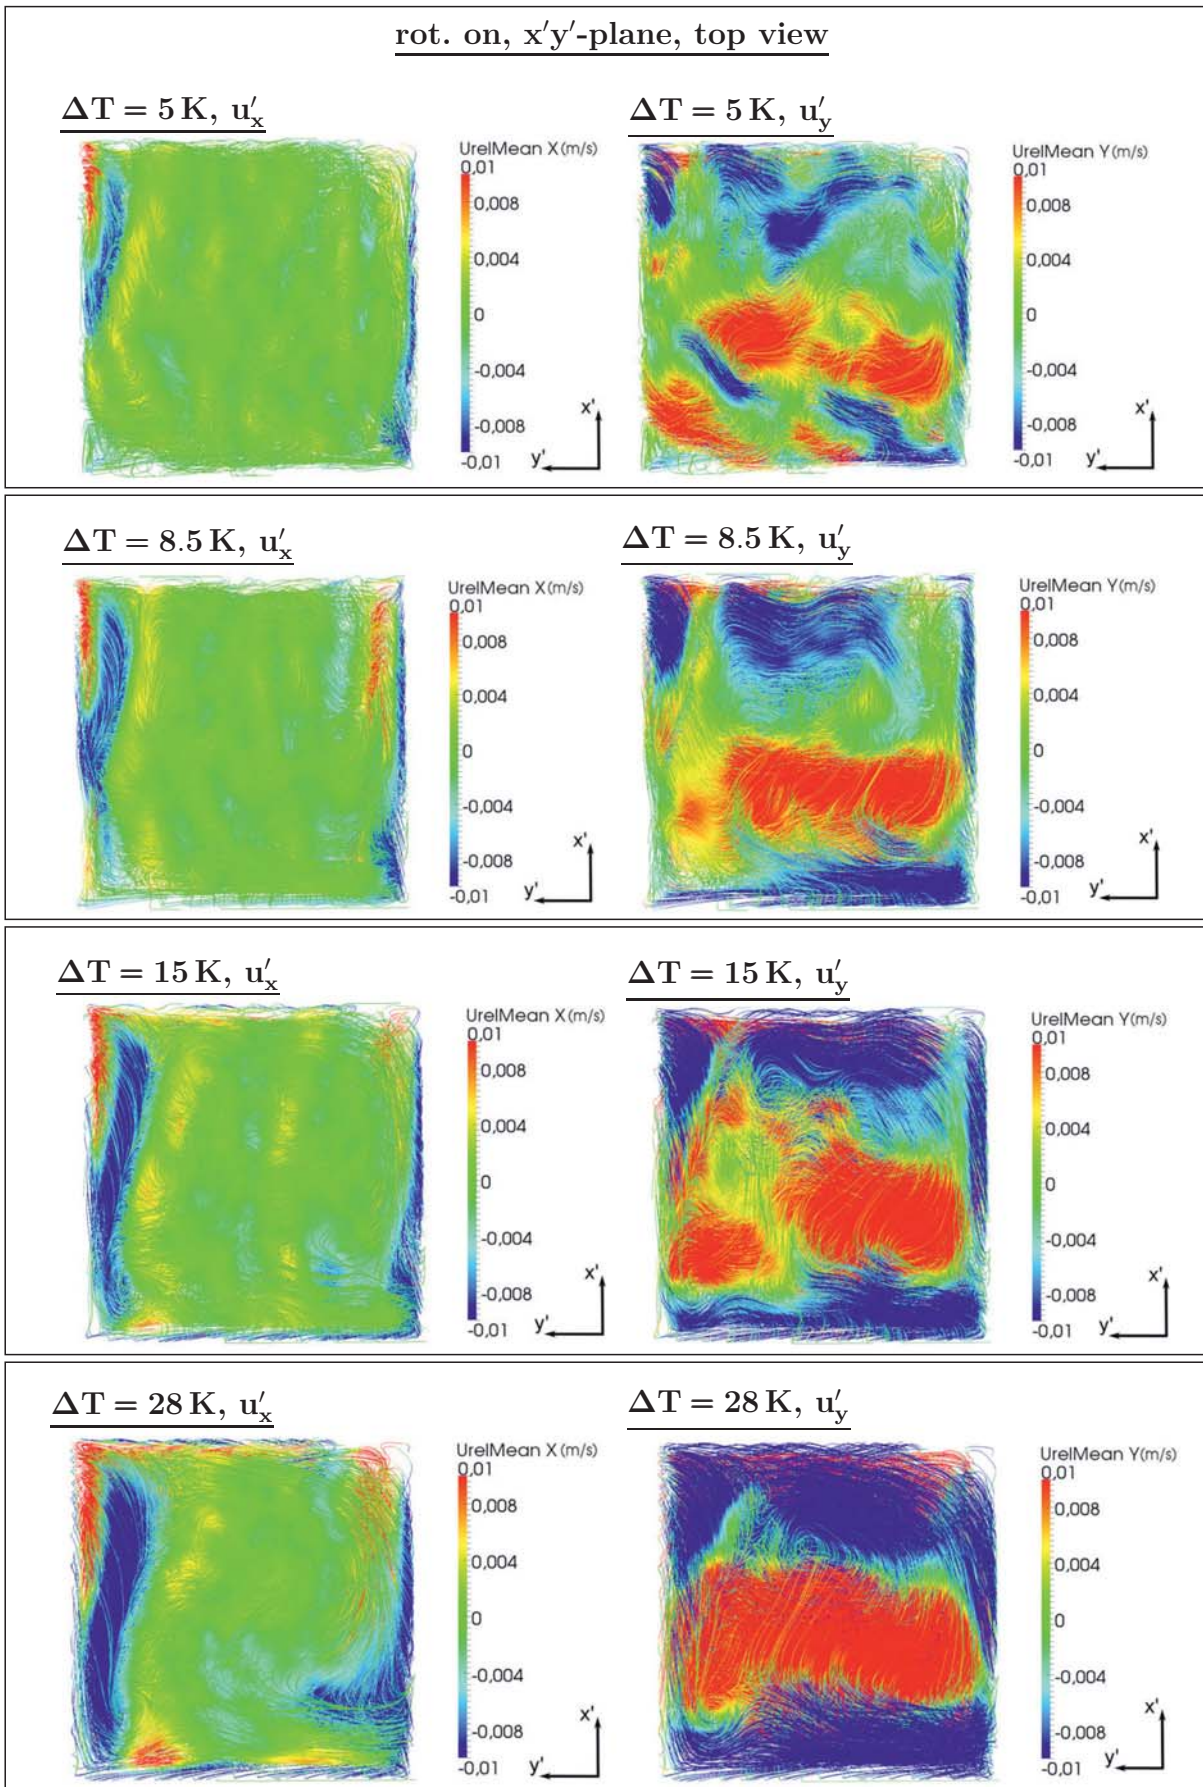 rot. on, x′y′-plane, top view
ΔT = 5 K, u′x
ΔT = 5 K, u′y
UrelMean X (m/s)
0,01
0,008
0,004
0
-0,004
-0,008
-0,01
x'
y'
UrelMean Y (m/s)
0,01
0,008
0,004
0
-0,004
-0,008
-0,01
x'
y'
ΔT = 8.5 K, u′x
ΔT = 8.5 K, u′y
UrelMean X (m/s)
0,01
0,008
0,004
0
-0,004
-0,008
-0,01
x'
y'
UrelMean Y (m/s)
0,01
0,008
0,004
0
-0,004
-0,008
-0,01
x'
y'
ΔT = 15 K, u′x
ΔT = 15 K, u′y
UrelMean X (m/s)
0,01
0,008
0,004
0
-0,004
-0,008
-0,01
x'
y'
UrelMean Y (m/s)
0,01
0,008
0,004
0
-0,004
-0,008
-0,01
x'
y'
ΔT = 28 K, u′x
ΔT = 28 K, u′y
UrelMean X (m/s)
0,01
0,008
0,004
0
-0,004
-0,008
-0,01
x'
y'
UrelMean Y (m/s)
0,01
0,008
0,004
0
-0,004
-0,008
-0,01
x'
y'